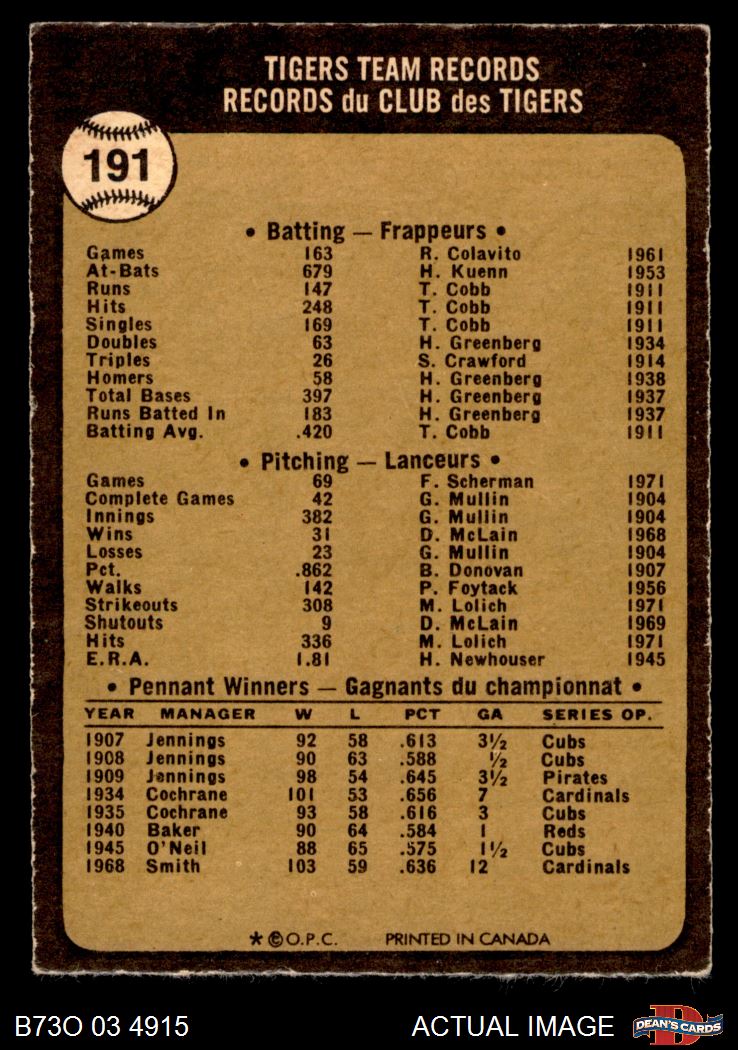 TIGERS TEAM RECORDS
RECORDS du CLUB des TIGERS
191
• Batting — Frappeurs •
Games 163 R. Colavito 1961
At-Bats 679 H. Kuenn 1953
Runs 147 T. Cobb 1911
Hits 248 T. Cobb 1911
Singles 169 T. Cobb 1911
Doubles 63 H. Greenberg 1934
Triples 26 S. Crawford 1914
Homers 58 H. Greenberg 1938
Total Bases 397 H. Greenberg 1937
Runs Batted In 183 H. Greenberg 1937
Batting Avg. .420 T. Cobb 1911
• Pitching — Lanceurs •
Games 69 F. Scherman 1971
Complete Games 42 G. Mullin 1904
Innings 382 G. Mullin 1904
Wins 31 D. McLain 1968
Losses 23 G. Mullin 1904
Pct. .862 B. Donovan 1907
Walks 142 P. Foytack 1956
Strikeouts 308 M. Lolich 1971
Shutouts 9 D. McLain 1969
Hits 336 M. Lolich 1971
E.R.A. 1.81 H. Newhouser 1945
• Pennant Winners — Gagnants du championnat •
YEAR MANAGER W L PCT GA SERIES OP.
1907 Jennings 92 58 .613 3½ Cubs
1908 Jennings 90 63 .588 ½ Cubs
1909 Jennings 98 54 .645 3½ Pirates
1934 Cochrane 101 53 .656 7 Cardinals
1935 Cochrane 93 58 .616 3 Cubs
1940 Baker 90 64 .584 1 Reds
1945 O'Neil 88 65 .575 1½ Cubs
1968 Smith 103 59 .636 12 Cardinals
* © O.P.C. PRINTED IN CANADA
B73O 03 4915 ACTUAL IMAGE DEAN'S CARDS